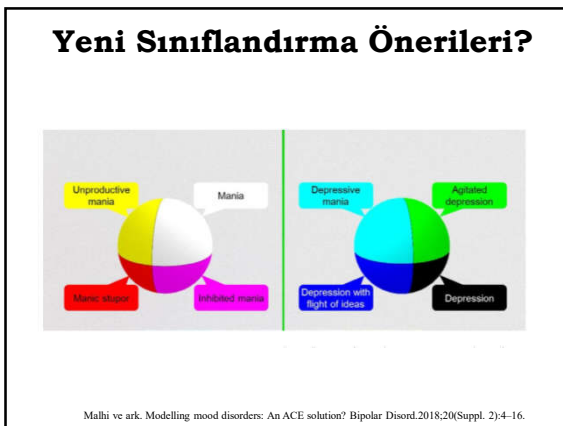 Yeni Sınıflandırma Önerileri?
Unproductive
mania
Mania
Manic stupor
Inhibited mania
Depressive
mania
Agitated
depression
Depression with
flight of ideas
Depression
Malhi ve ark. Modelling mood disorders: An ACE solution? Bipolar Disord.2018;20(Suppl. 2):4–16.